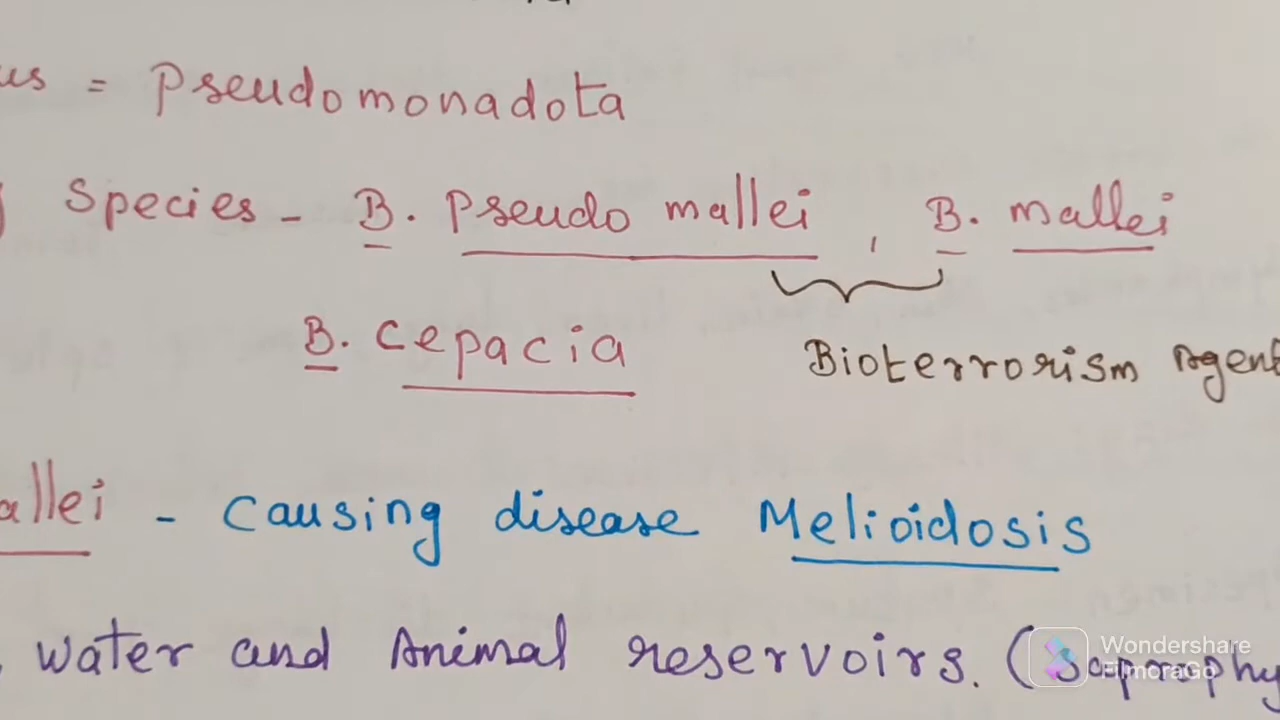 us = Pseudomonadota
Species - B. Pseudo mallei , B. mallei
B. cepacia
Bioterrorism Agent
allei - causing disease Melioidosis
water and Animal reservoirs. (saprophy
Wondershare
FilmoraGo